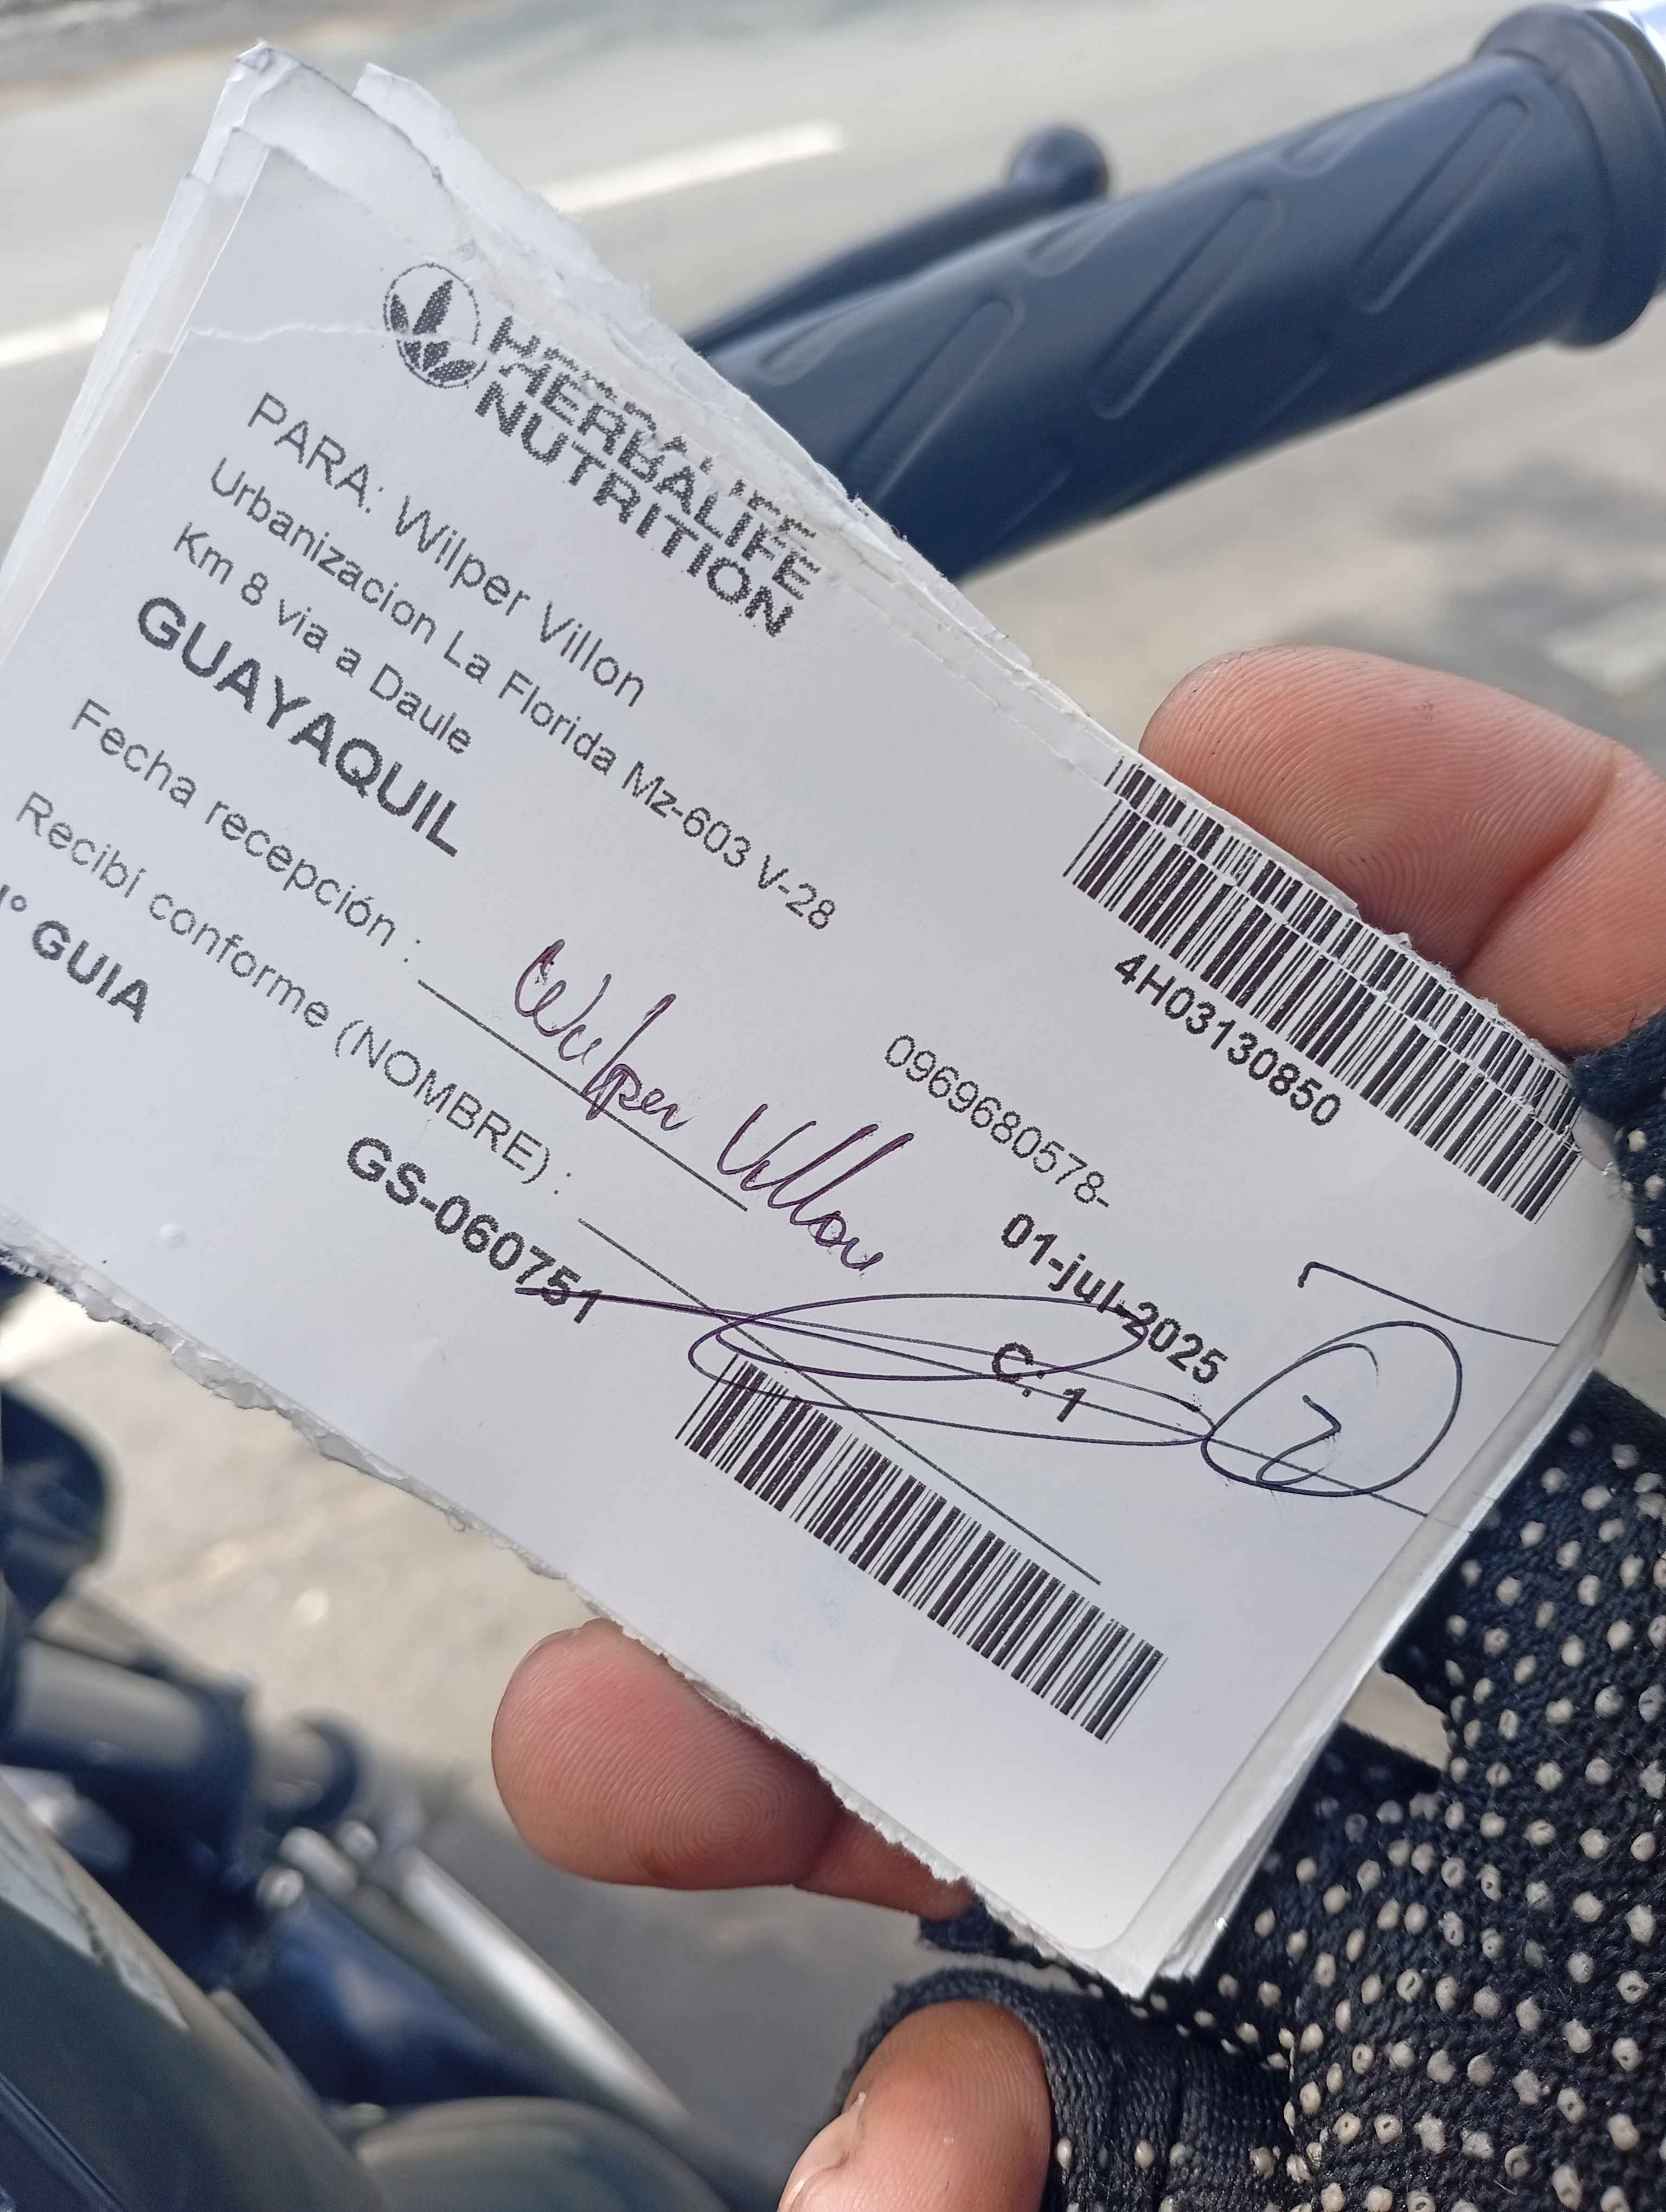 HERBALIFE
NUTRITION
4H03130850
PARA: Wilper Villon
Urbanizacion La Florida Mz-603 V-28
Km 8 via a Daule
0969680578-
GUAYAQUIL
01-jul-2025
Fecha recepción :
Wilper Villon
C: 1
7
Recibí conforme (NOMBRE) :
° GUIA
GS-060751